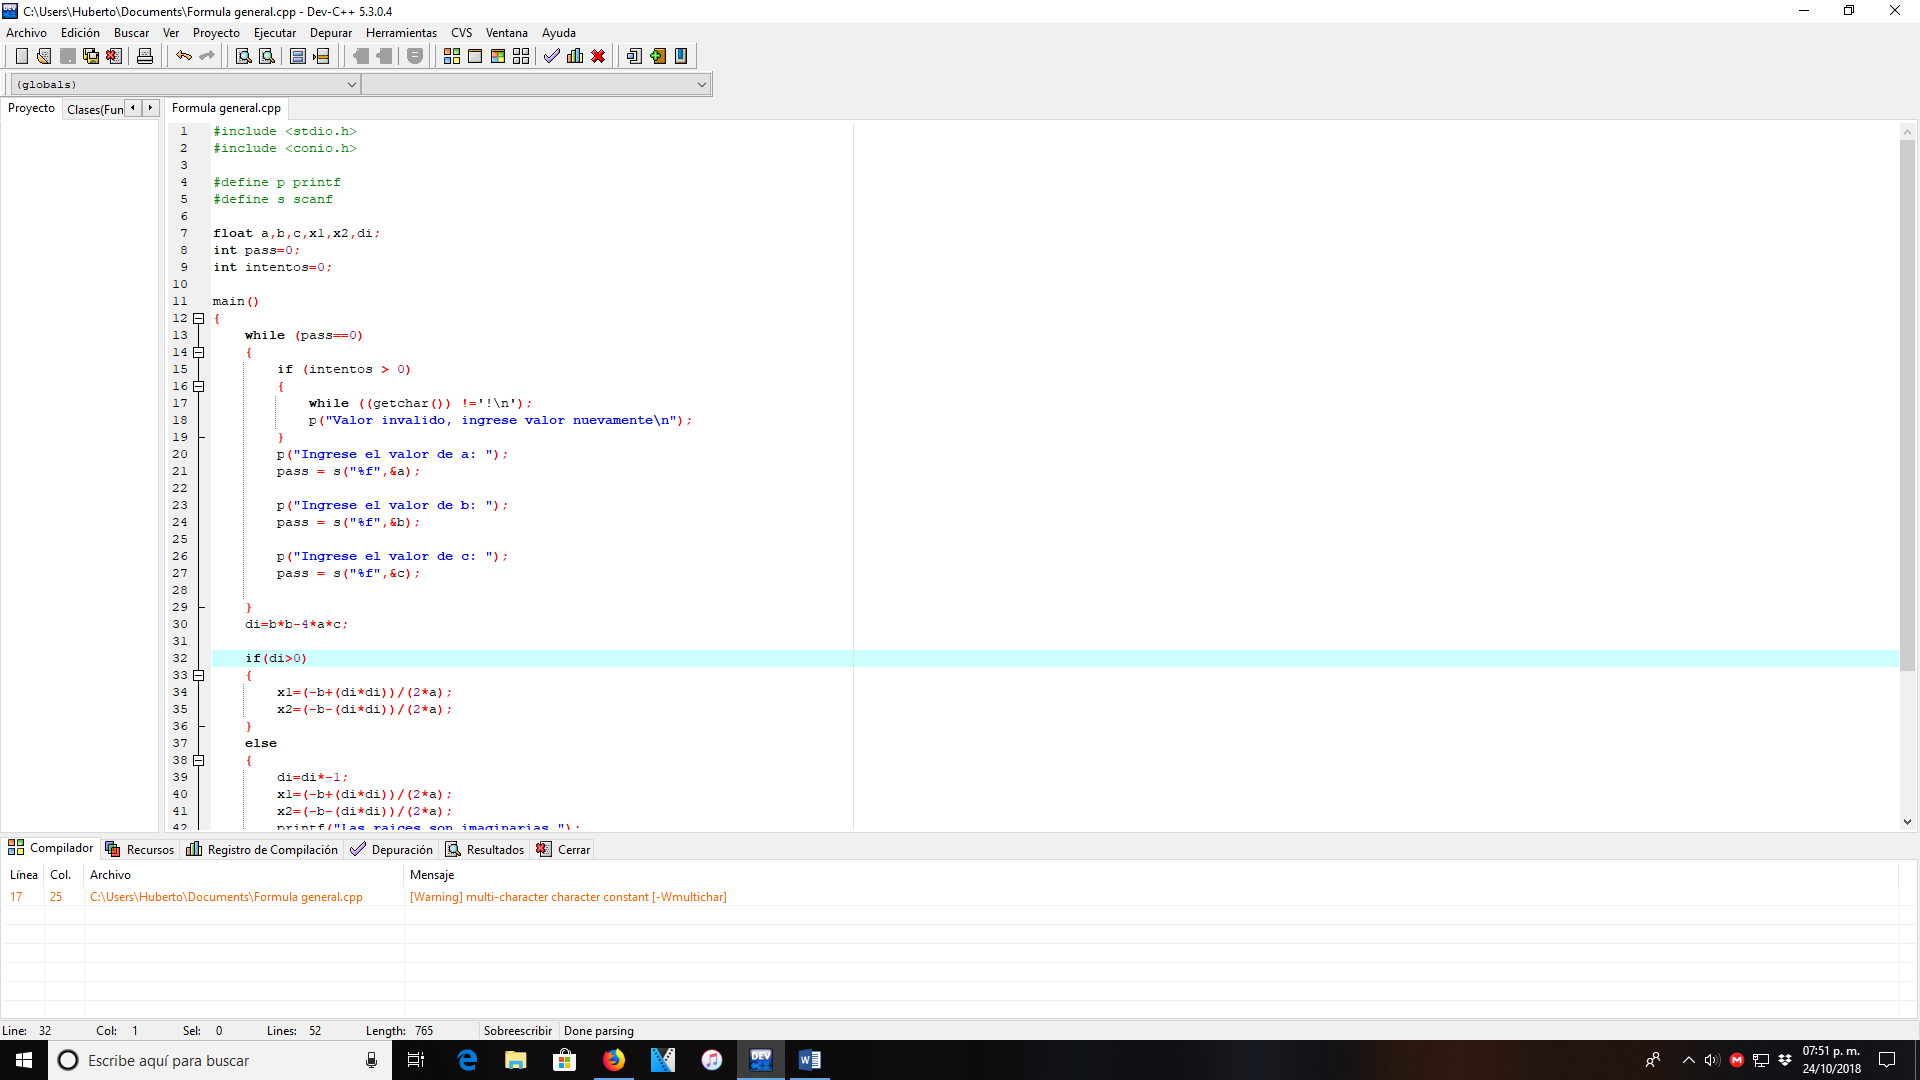 C:\Users\Huberto\Documents\Formula general.cpp - Dev-C++ 5.3.0.4
Archivo Edición Buscar Ver Proyecto Ejecutar Depurar Herramientas CVS Ventana Ayuda
(globals)
Proyecto Clases(Fun Formula general.cpp
1 #include <stdio.h>
2 #include <conio.h>
3
4 #define p printf
5 #define s scanf
6
7 float a,b,c,x1,x2,di;
8 int pass=0;
9 int intentos=0;
10
11 main()
12 {
13 while (pass==0)
14 {
15 if (intentos > 0)
16 {
17 while ((getchar()) !='!\n');
18 p("Valor invalido, ingrese valor nuevamente\n");
19 }
20 p("Ingrese el valor de a: ");
21 pass = s("%f",&a);
22
23 p("Ingrese el valor de b: ");
24 pass = s("%f",&b);
25
26 p("Ingrese el valor de c: ");
27 pass = s("%f",&c);
28
29 }
30 di=b*b-4*a*c;
31
32 if(di>0)
33 {
34 x1=(-b+(di*di))/(2*a);
35 x2=(-b-(di*di))/(2*a);
36 }
37 else
38 {
39 di=di*-1;
40 x1=(-b+(di*di))/(2*a);
41 x2=(-b-(di*di))/(2*a);
42 printf("Las raices son imaginarias ");
Compilador Recursos Registro de Compilación Depuración Resultados Cerrar
Línea Col. Archivo Mensaje
17 25 C:\Users\Huberto\Documents\Formula general.cpp [Warning] multi-character character constant [-Wmultichar]
Line: 32 Col: 1 Sel: 0 Lines: 52 Length: 765 Sobreescribir Done parsing
Escribe aquí para buscar
DEV
07:51 p. m.
24/10/2018